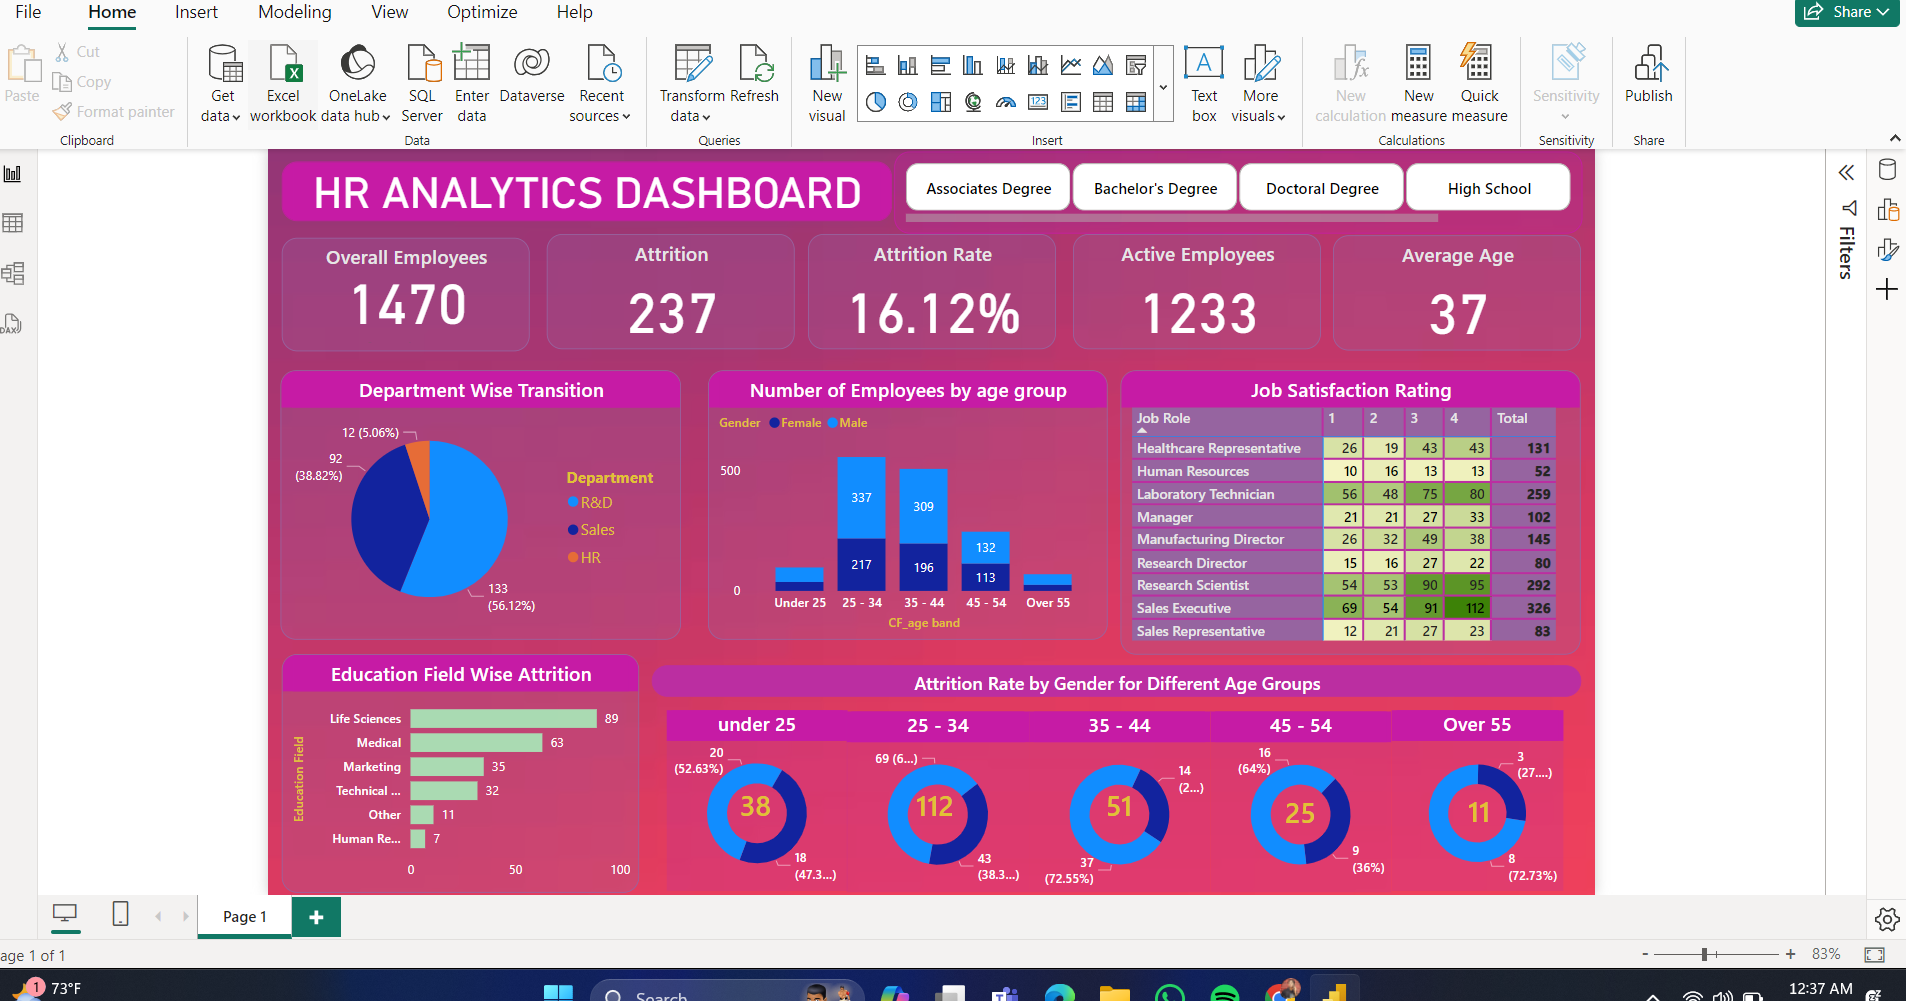 File Home Insert Modeling View Optimize Help
Share
Paste
Cut
Copy
Format painter
Clipboard
Get data
Excel workbook
OneLake data hub
SQL Server
Enter data
Dataverse
Recent sources
Data
Transform data
Refresh
Queries
New visual
123
A
Text box
More visuals
Insert
New calculation
New measure
Quick measure
Calculations
Sensitivity
Sensitivity
Publish
Share
DAX
Filters
HR ANALYTICS DASHBOARD
Associates Degree
Bachelor's Degree
Doctoral Degree
High School
Overall Employees
1470
Attrition
237
Attrition Rate
16.12%
Active Employees
1233
Average Age
37
Department Wise Transition
12 (5.06%)
92
(38.82%)
133
(56.12%)
Department
R&D
Sales
HR
Number of Employees by age group
Gender Female Male
500
0
337
217
309
196
132
113
Under 25 25 - 34 35 - 44 45 - 54 Over 55
CF_age band
Job Satisfaction Rating
Job Role 1 2 3 4 Total
Healthcare Representative 26 19 43 43 131
Human Resources 10 16 13 13 52
Laboratory Technician 56 48 75 80 259
Manager 21 21 27 33 102
Manufacturing Director 26 32 49 38 145
Research Director 15 16 27 22 80
Research Scientist 54 53 90 95 292
Sales Executive 69 54 91 112 326
Sales Representative 12 21 27 23 83
Education Field Wise Attrition
Education Field
Life Sciences 89
Medical 63
Marketing 35
Technical ... 32
Other 11
Human Re... 7
0 50 100
Attrition Rate by Gender for Different Age Groups
under 25
20
(52.63%)
38
18
(47.3...)
25 - 34
69 (6...)
112
43
(38.3...)
35 - 44
14
(2...)
51
37
(72.55%)
45 - 54
16
(64%)
25
9
(36%)
Over 55
3
(27....)
11
8
(72.73%)
Page 1
age 1 of 1
- + 83%
1
73°F
Search
12:37 AM